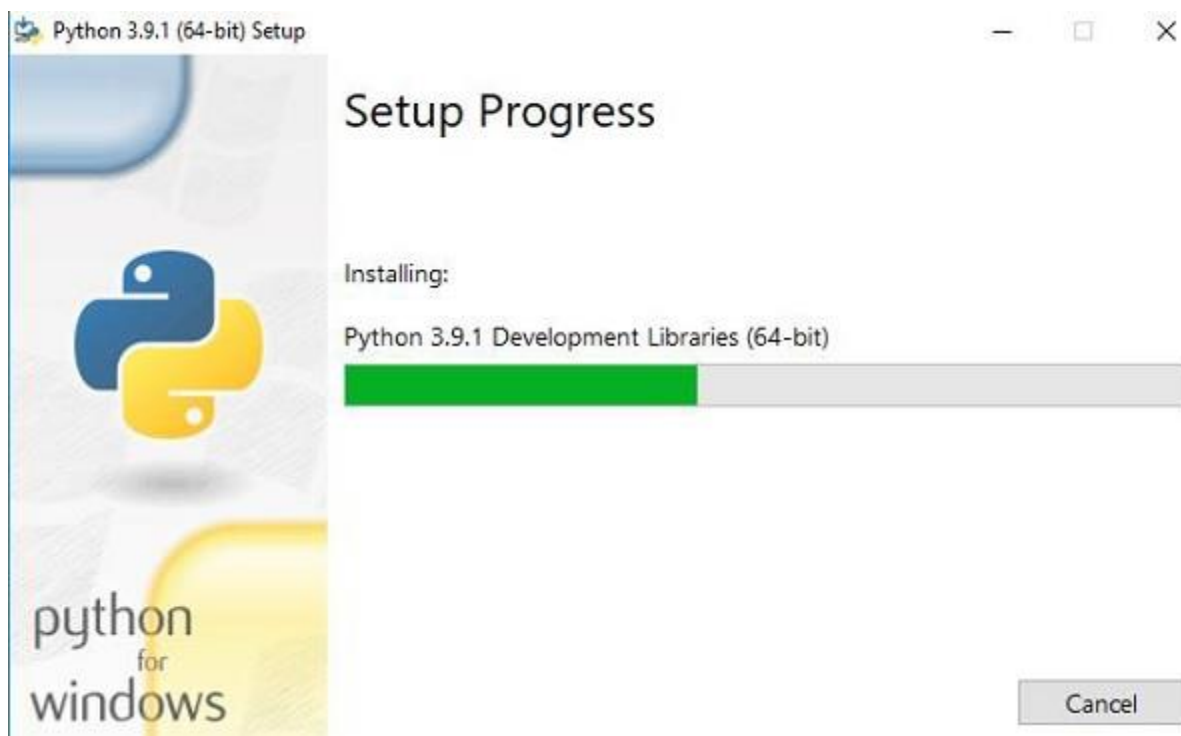 Python 3.9.1 (64-bit) Setup
Setup Progress
Installing:
Python 3.9.1 Development Libraries (64-bit)
python
for
windows
Cancel